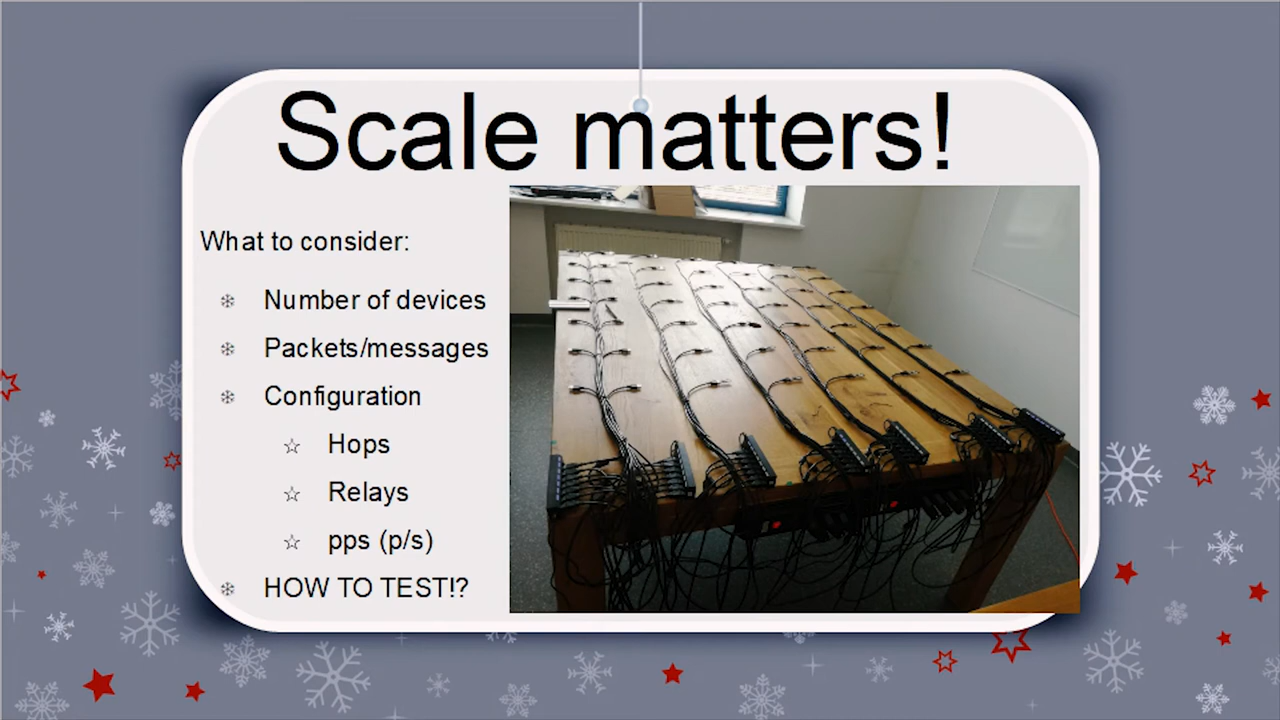 Scale matters!
What to consider:
Number of devices
Packets/messages
Configuration
Hops
Relays
pps (p/s)
HOW TO TEST!?